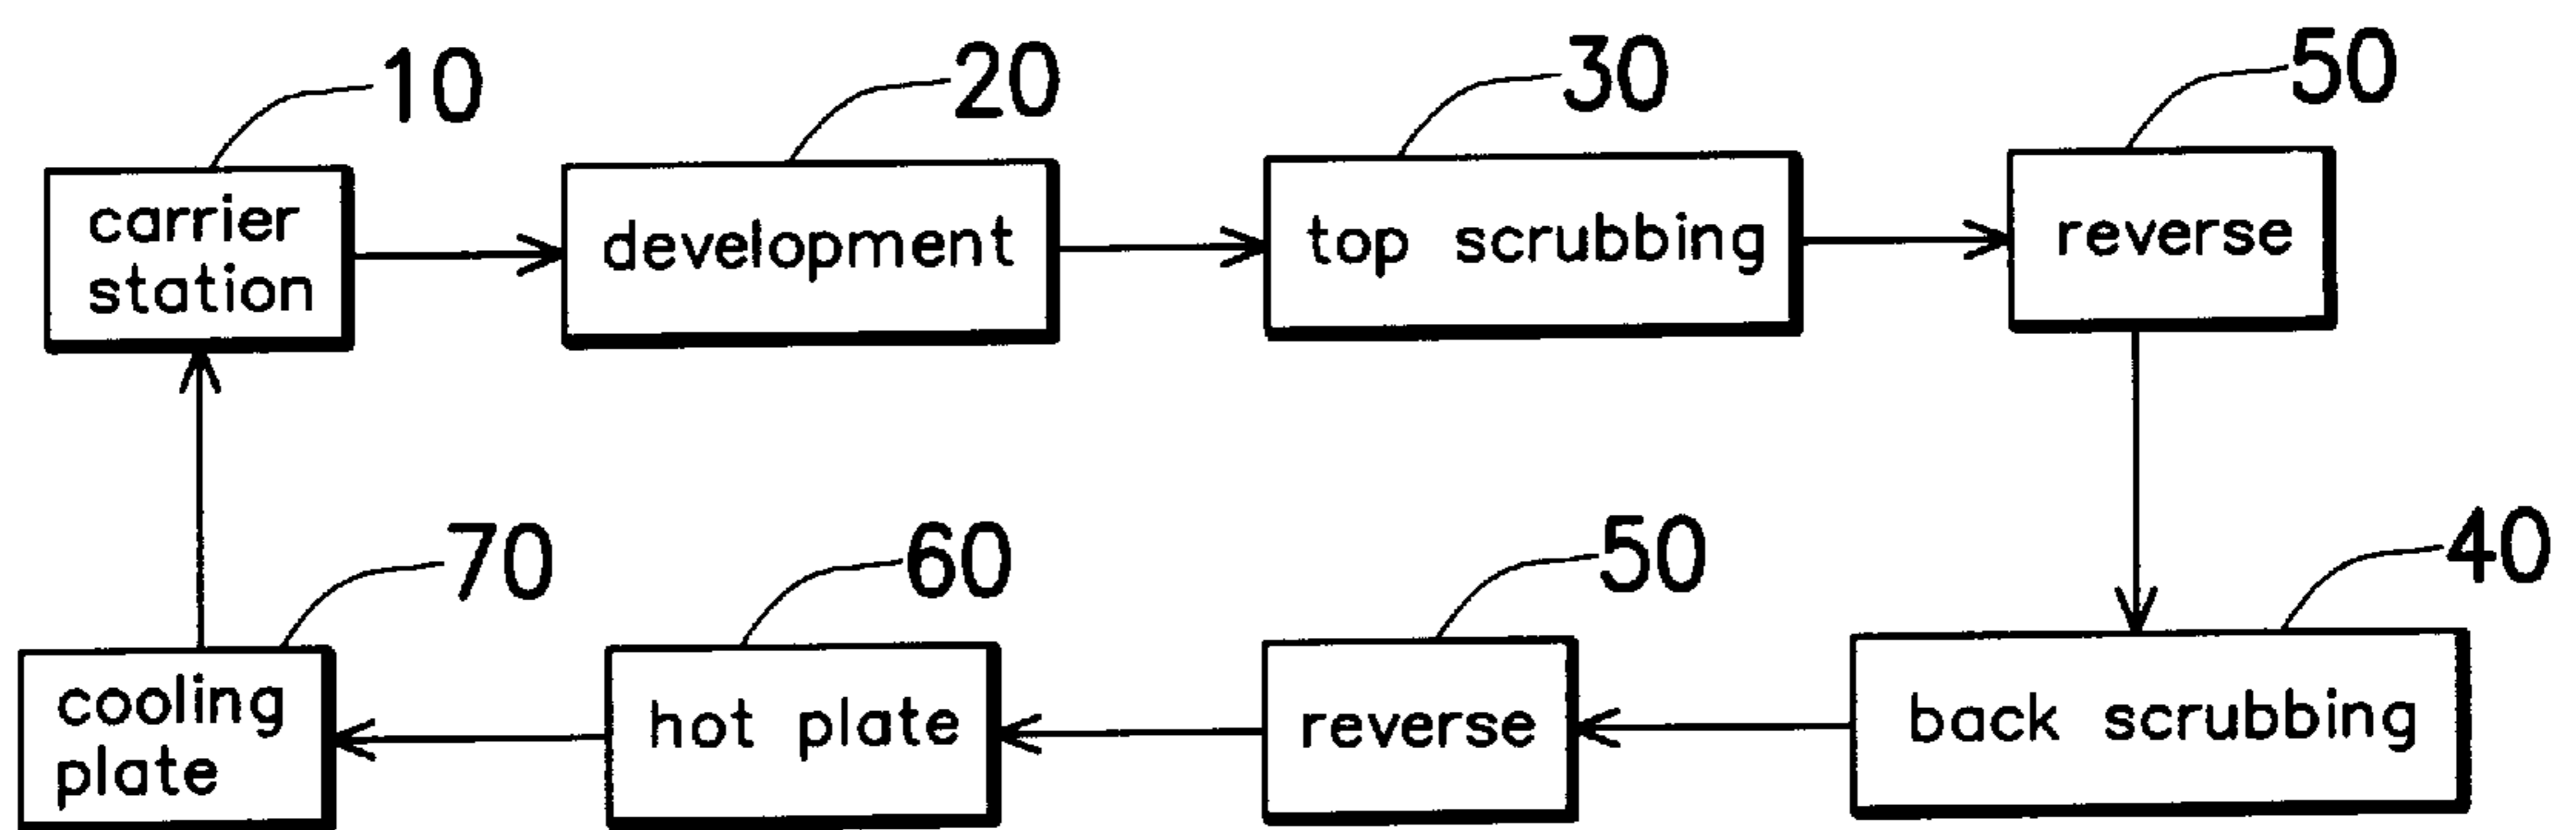 10
20
30
50
carrier
station
development
top scrubbing
reverse
70
60
50
40
cooling
plate
hot plate
reverse
back scrubbing